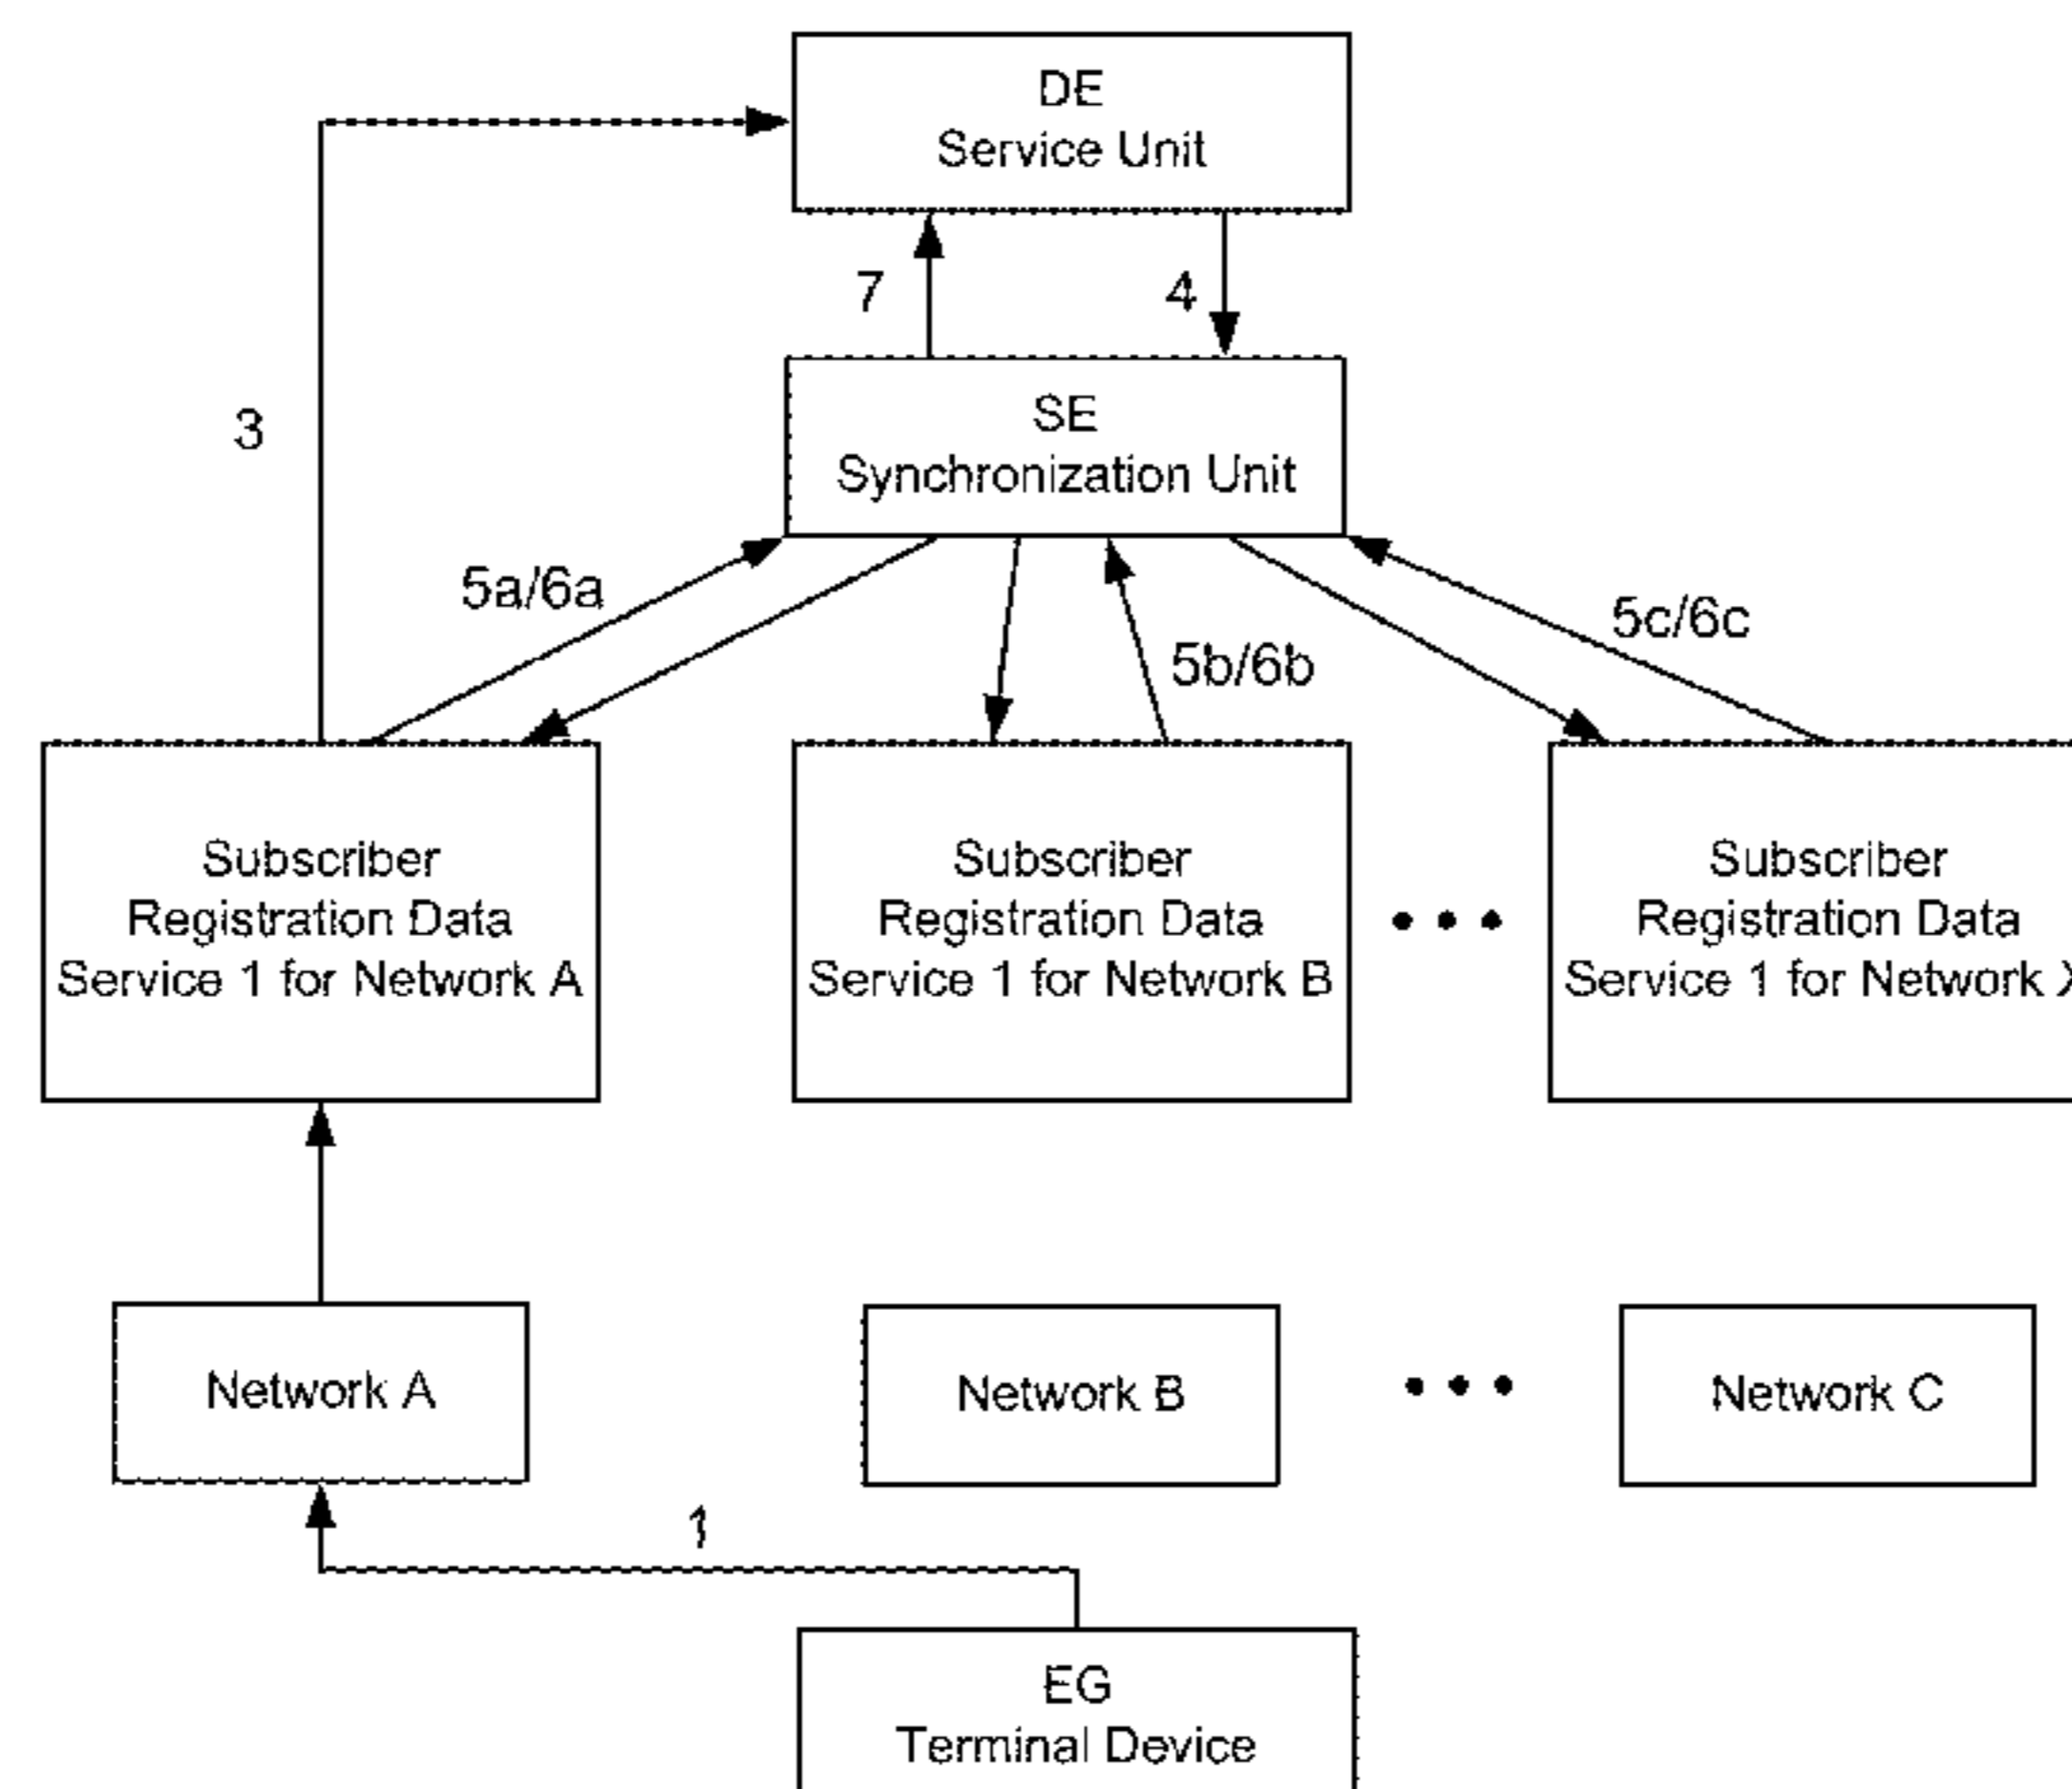 DE
Service Unit
7
4
3
SE
Synchronization Unit
5a/6a
5b/6b
5c/6c
Subscriber
Registration Data
Service 1 for Network A
Subscriber
Registration Data
Service 1 for Network B
Subscriber
Registration Data
Service 1 for Network X
Network A
Network B
Network C
1
EG
Terminal Device